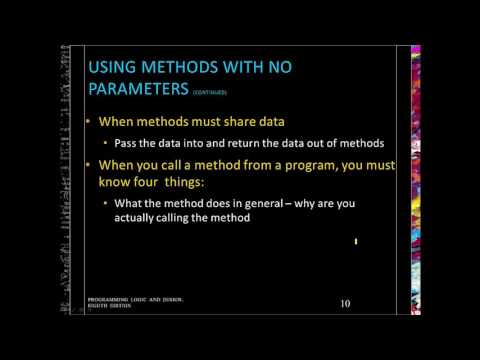 USING METHODS WITH NO
PARAMETERS (CONTINUED)
• When methods must share data
• Pass the data into and return the data out of methods
• When you call a method from a program, you must
know four things:
• What the method does in general – why are you
actually calling the method
PROGRAMMING LOGIC AND DESIGN,
EIGHTH EDITION
10